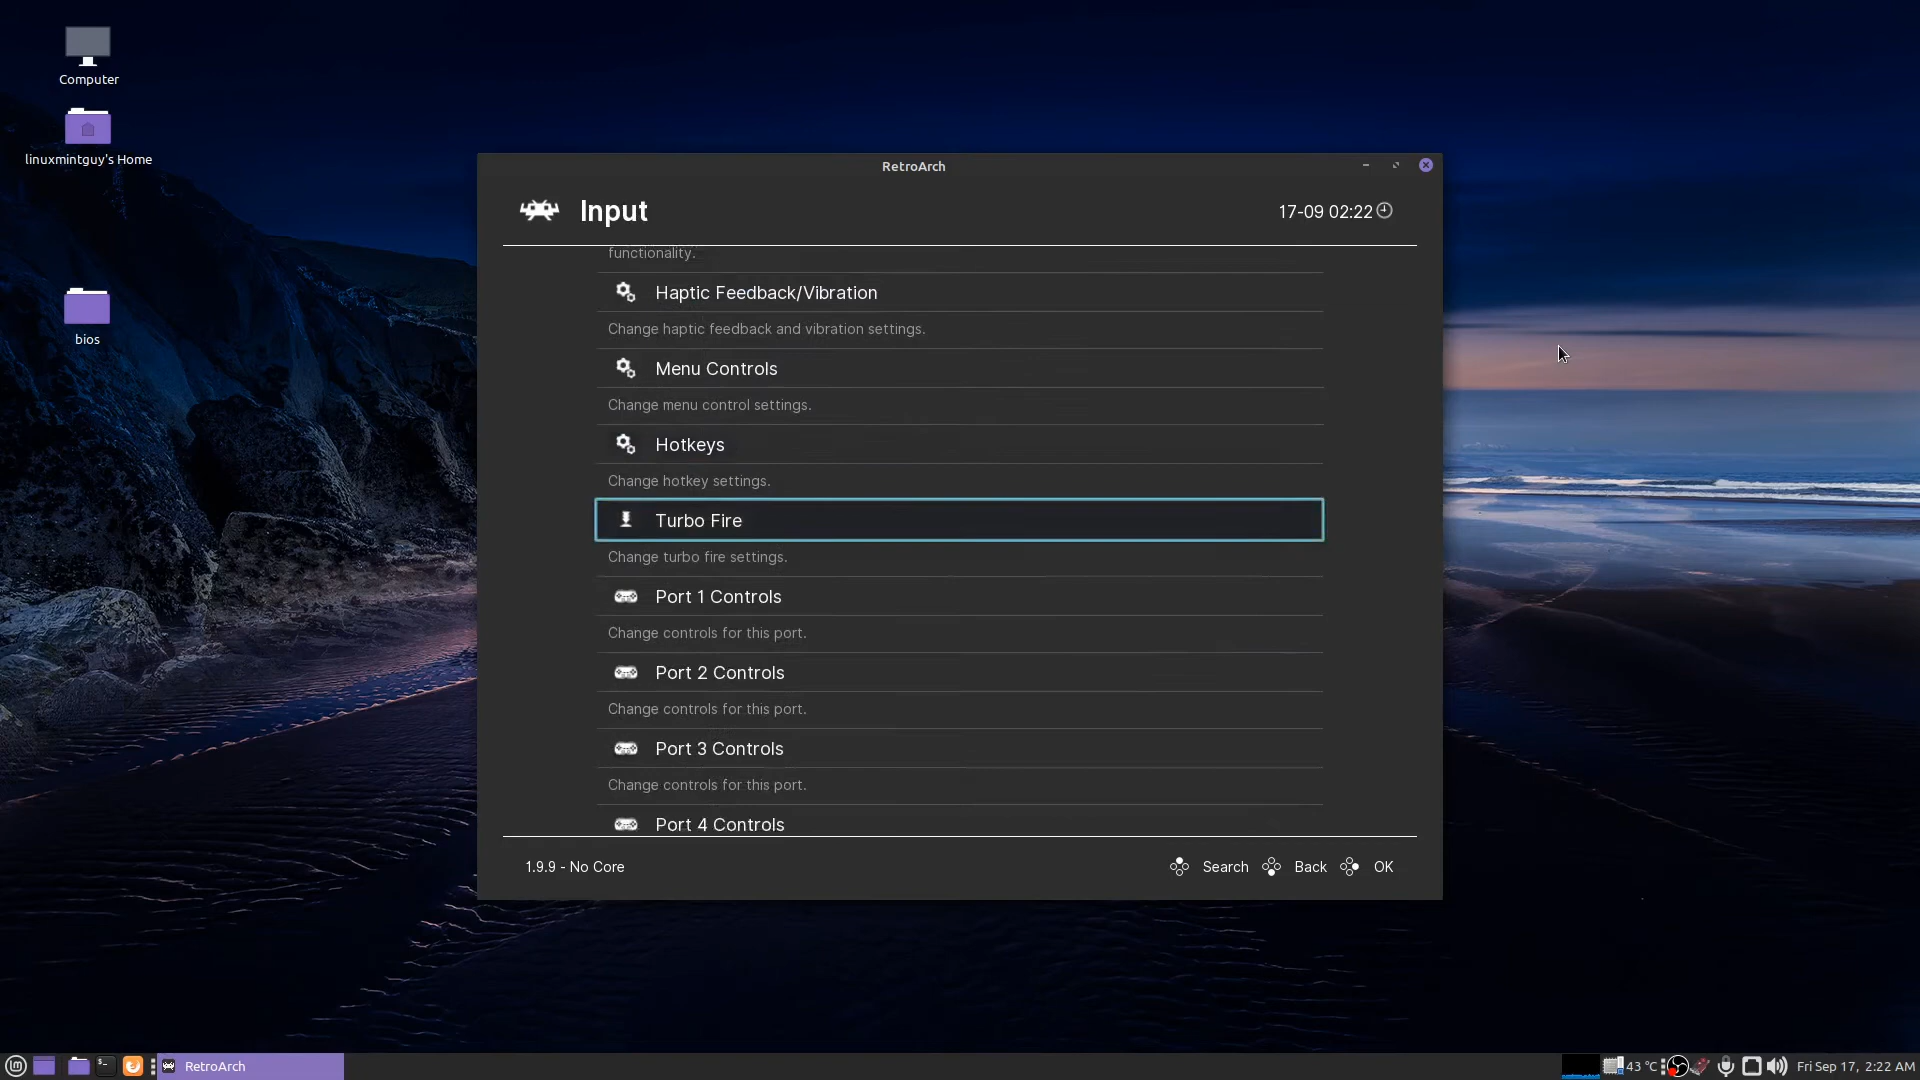 Computer
linuxmintguy's Home
bios
RetroArch
Input
17-09 02:22
functionality.
Haptic Feedback/Vibration
Change haptic feedback and vibration settings.
Menu Controls
Change menu control settings.
Hotkeys
Change hotkey settings.
Turbo Fire
Change turbo fire settings.
Port 1 Controls
Change controls for this port.
Port 2 Controls
Change controls for this port.
Port 3 Controls
Change controls for this port.
Port 4 Controls
1.9.9 - No Core
Search
Back
OK
RetroArch
43 °C
Fri Sep 17, 2:22 AM